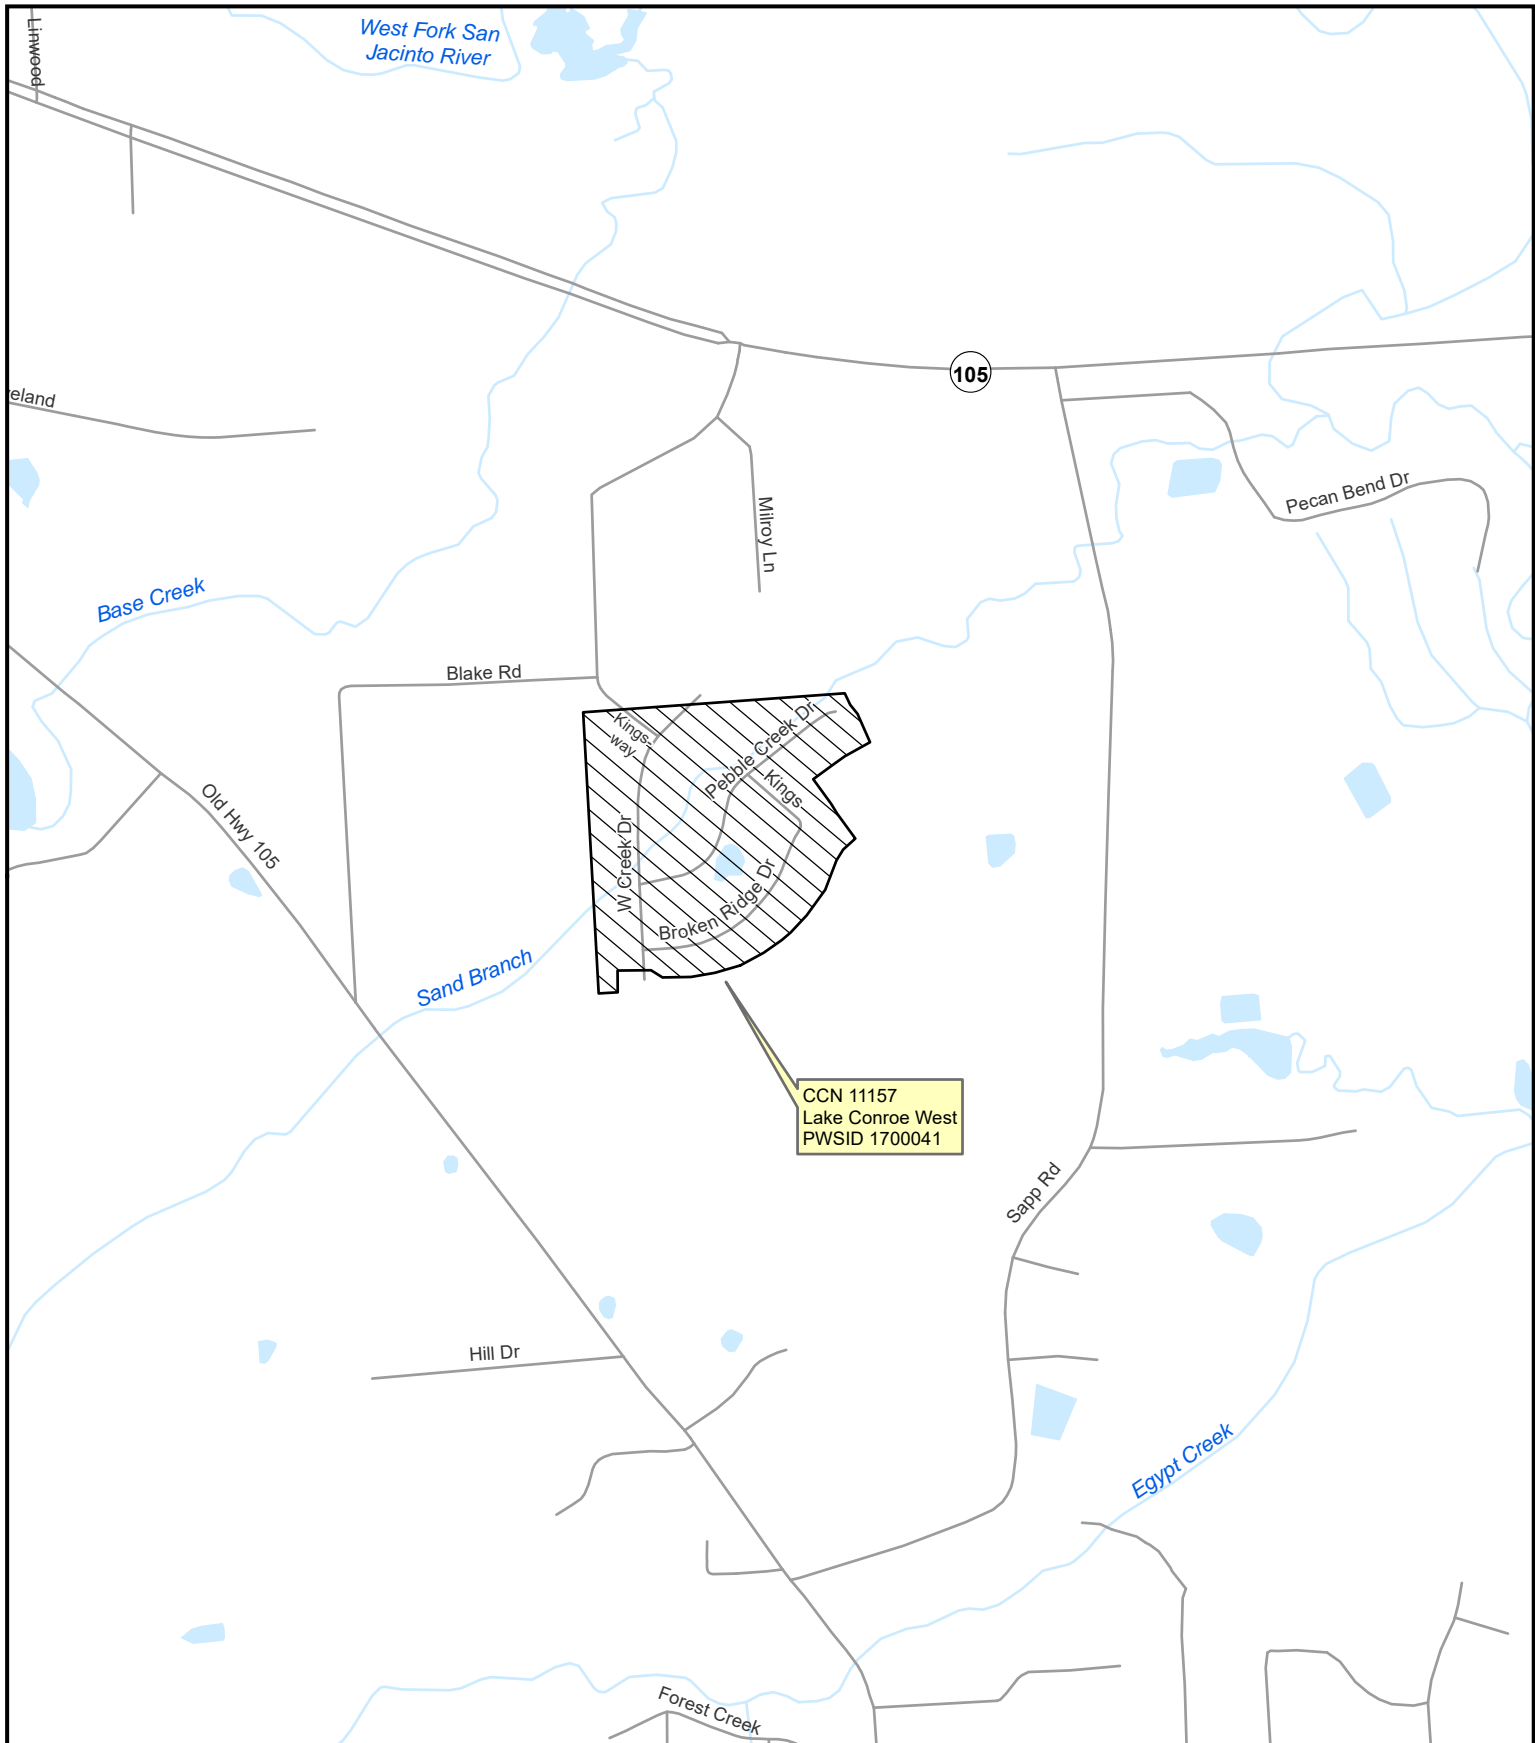 Linwood
West Fork San
Jacinto River
105
eland
Pecan Bend Dr
Milroy Ln
Base Creek
Blake Rd
Kings-
way
Pebble Creek Dr
Kings
Old Hwy 105
W Creek Dr
Broken Ridge Dr
Sand Branch
CCN 11157
Lake Conroe West
PWSID 1700041
Sapp Rd
Hill Dr
Egypt Creek
Forest Creek